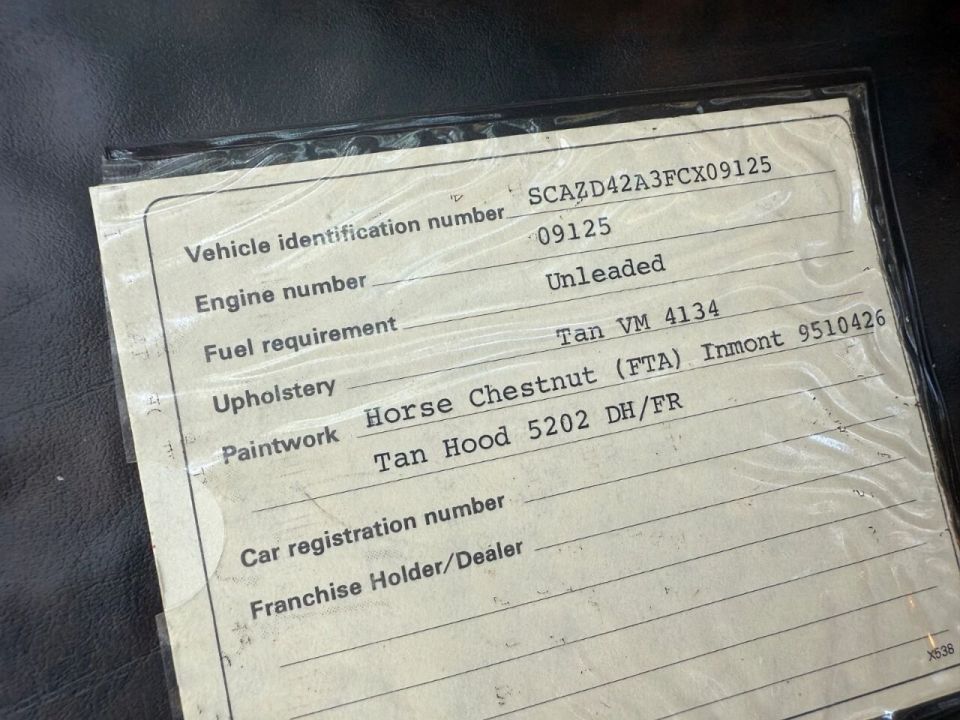 Vehicle identification number SCAZD42A3FCX09125
Engine number 09125
Fuel requirement Unleaded
Upholstery Tan VM 4134
Paintwork Horse Chestnut (FTA) Inmont 9510426
Tan Hood 5202 DH/FR
Car registration number
Franchise Holder/Dealer
X538